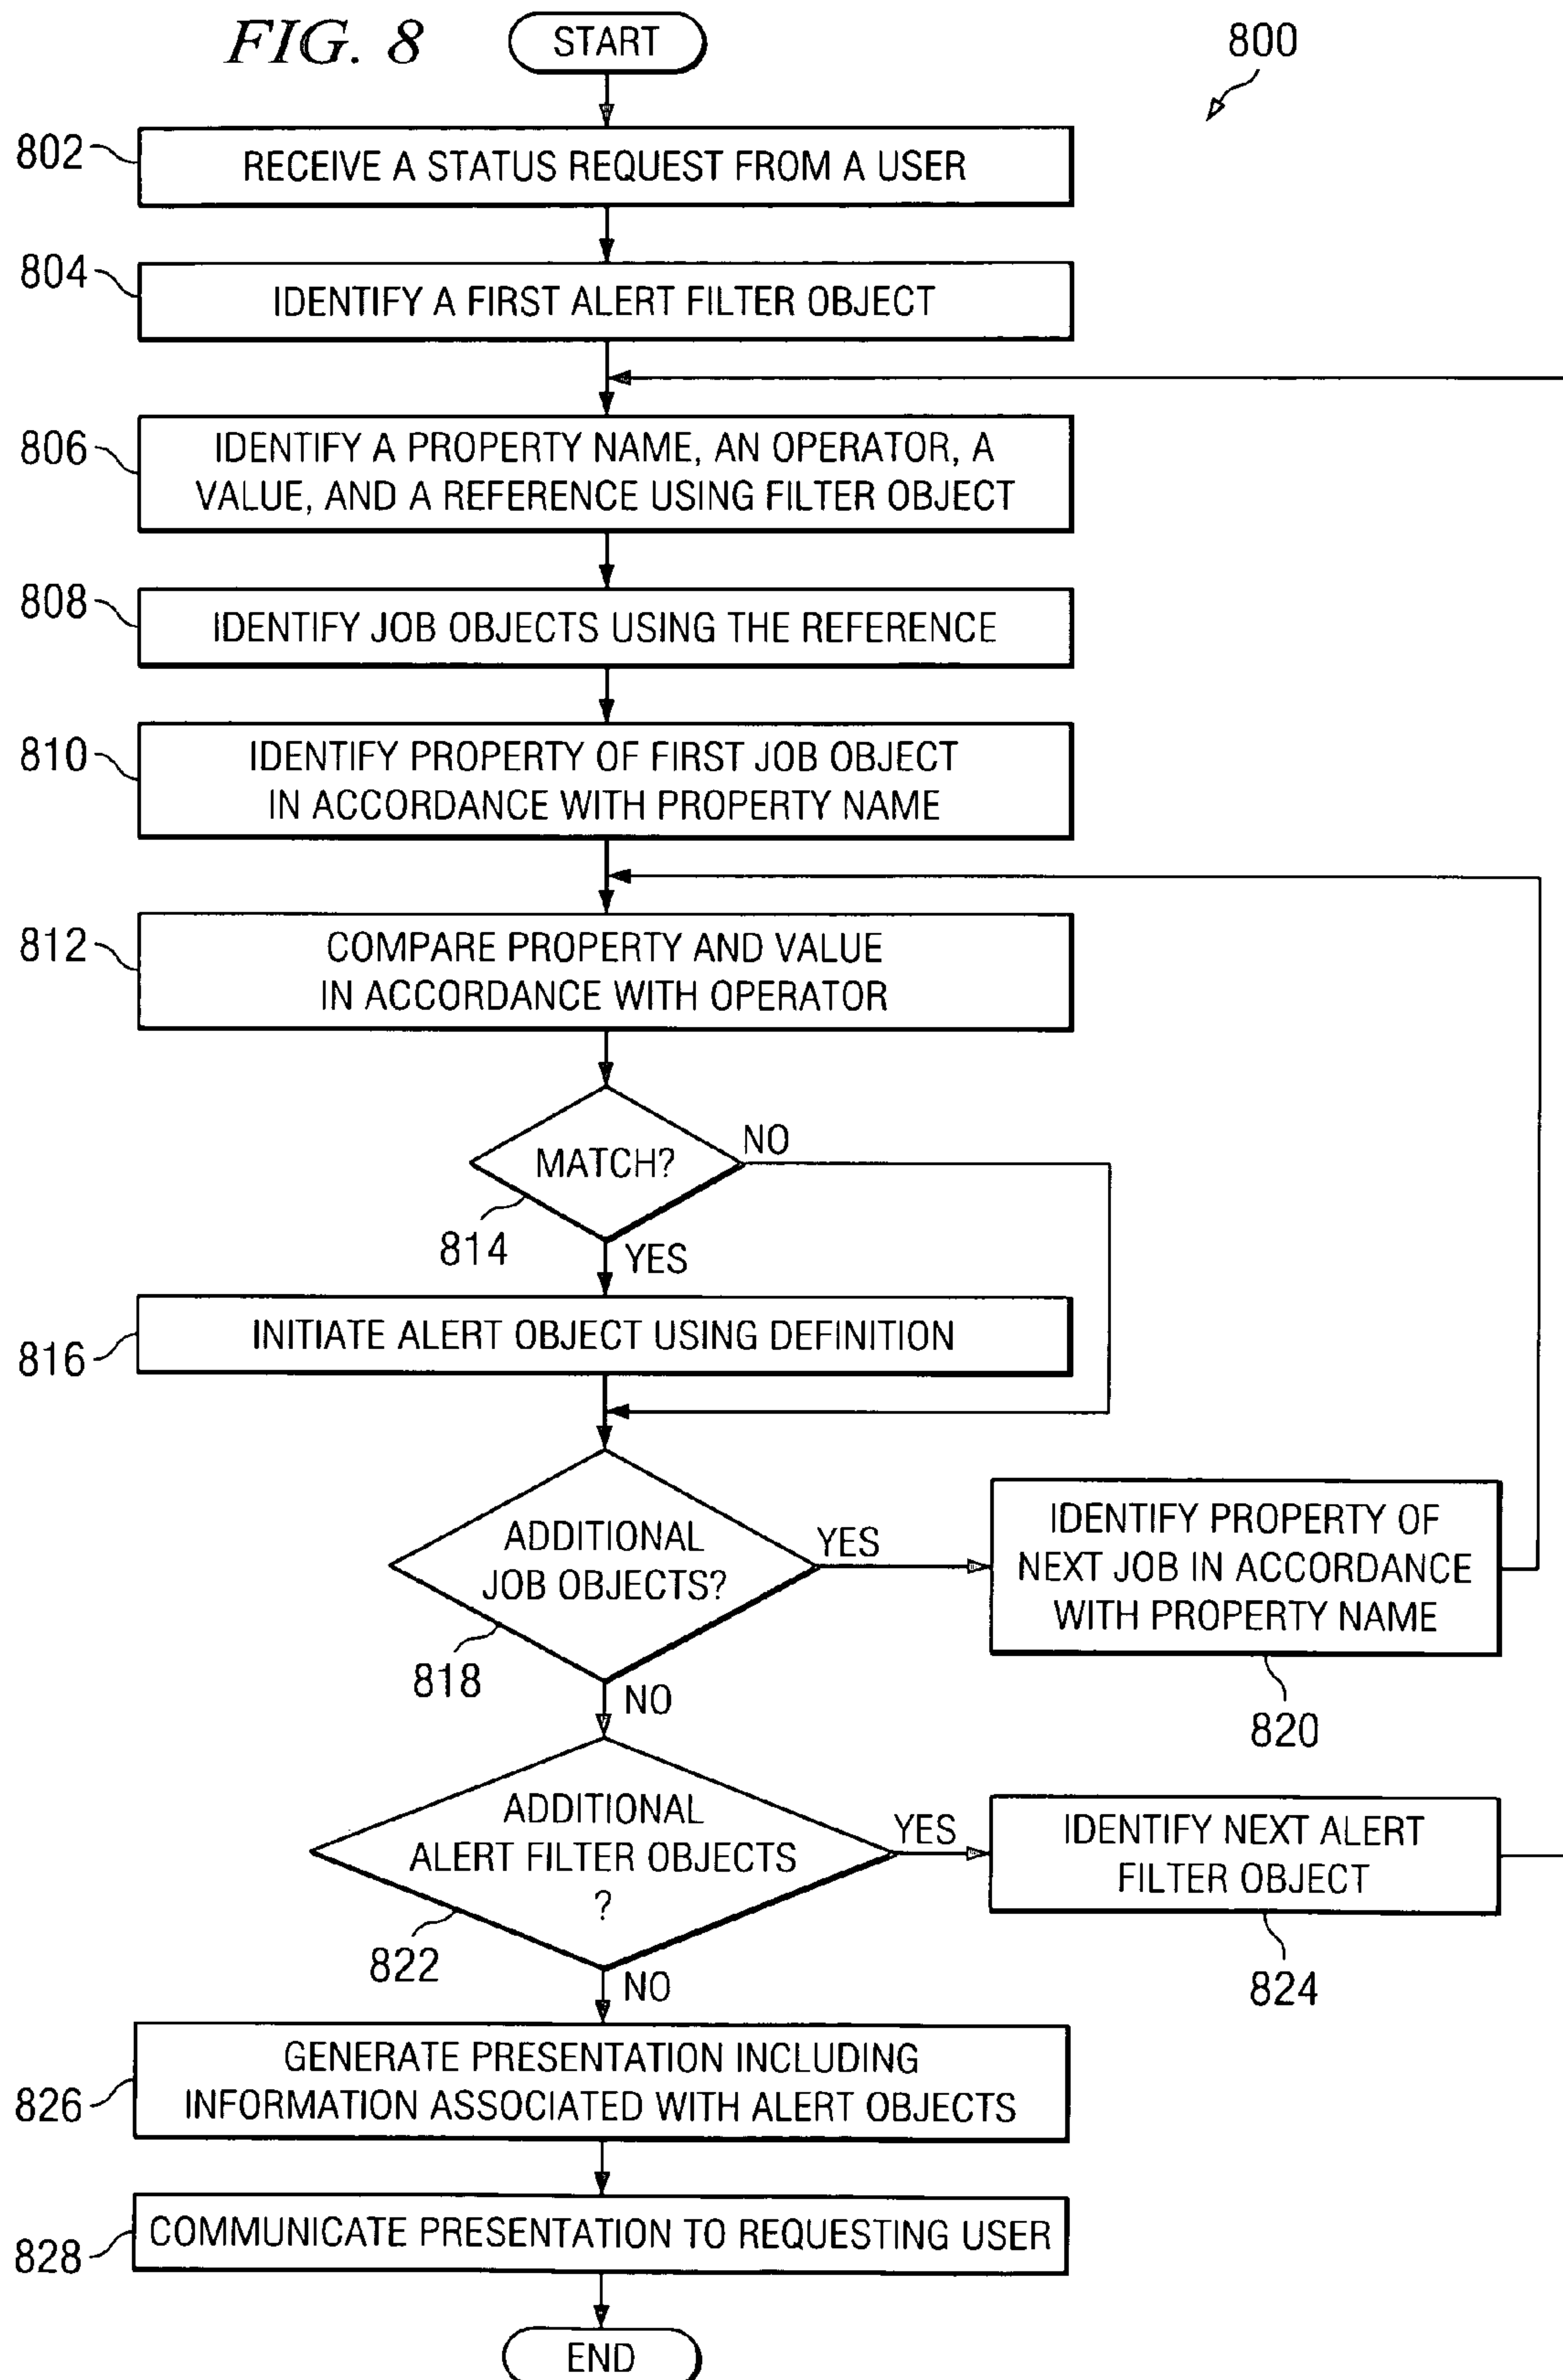 FIG. 8
START
800
802
RECEIVE A STATUS REQUEST FROM A USER
804
IDENTIFY A FIRST ALERT FILTER OBJECT
806
IDENTIFY A PROPERTY NAME, AN OPERATOR, A
VALUE, AND A REFERENCE USING FILTER OBJECT
808
IDENTIFY JOB OBJECTS USING THE REFERENCE
810
IDENTIFY PROPERTY OF FIRST JOB OBJECT
IN ACCORDANCE WITH PROPERTY NAME
812
COMPARE PROPERTY AND VALUE
IN ACCORDANCE WITH OPERATOR
MATCH?
NO
814
YES
816
INITIATE ALERT OBJECT USING DEFINITION
ADDITIONAL
JOB OBJECTS?
YES
818
NO
IDENTIFY PROPERTY OF
NEXT JOB IN ACCORDANCE
WITH PROPERTY NAME
820
ADDITIONAL
ALERT FILTER OBJECTS
?
YES
822
NO
IDENTIFY NEXT ALERT
FILTER OBJECT
824
826
GENERATE PRESENTATION INCLUDING
INFORMATION ASSOCIATED WITH ALERT OBJECTS
828
COMMUNICATE PRESENTATION TO REQUESTING USER
END